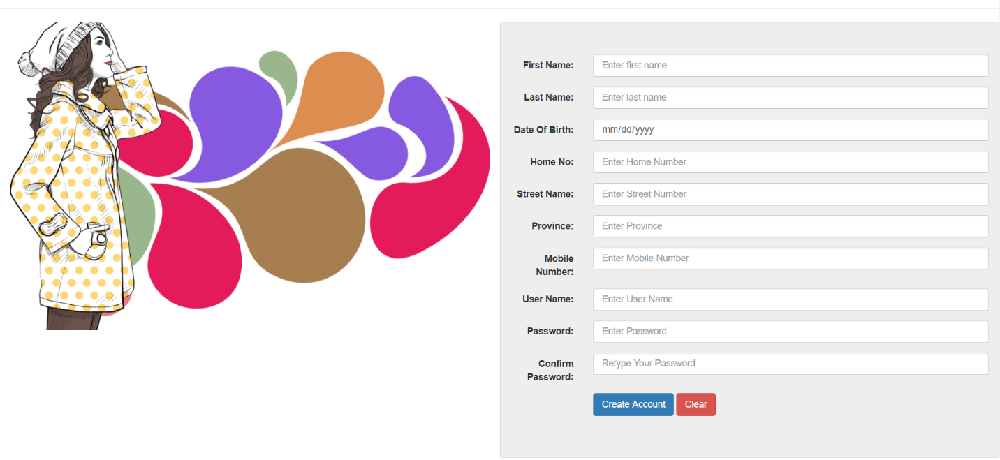 First Name: Enter first name
Last Name: Enter last name
Date Of Birth: mm/dd/yyyy
Home No: Enter Home Number
Street Name: Enter Street Number
Province: Enter Province
Mobile Enter Mobile Number
Number:
User Name: Enter User Name
Password: Enter Password
Confirm Retype Your Password
Password:
Create Account Clear